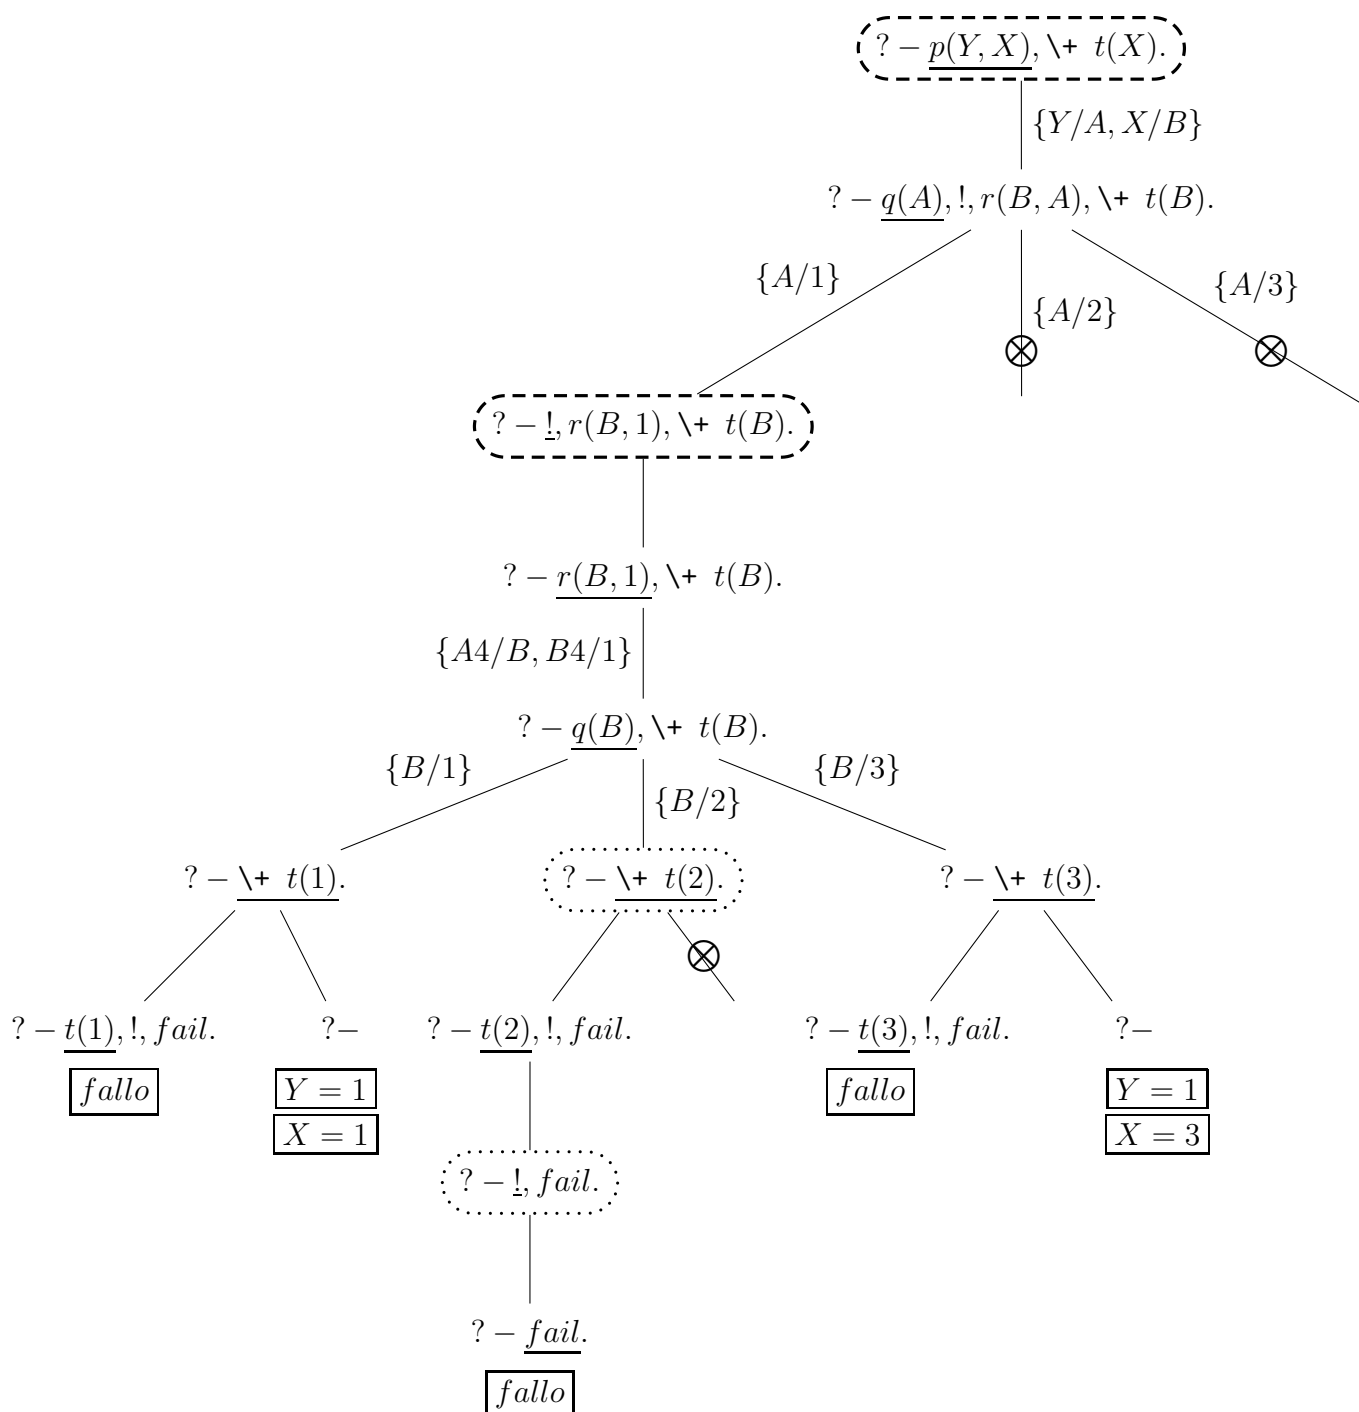 ? − p(Y, X), \+ t(X).
{Y/A, X/B}
? − q(A), !, r(B, A), \+ t(B).
{A/1}
{A/2}
{A/3}
? − !, r(B, 1), \+ t(B).
? − r(B, 1), \+ t(B).
{A4/B, B4/1}
? − q(B), \+ t(B).
{B/1}
{B/2}
{B/3}
? − \+ t(1).
? − \+ t(2).
? − \+ t(3).
? − t(1), !, fail.
?−
? − t(2), !, fail.
? − t(3), !, fail.
?−
fallo
Y = 1
X = 1
fallo
Y = 1
X = 3
? − !, fail.
? − fail.
fallo